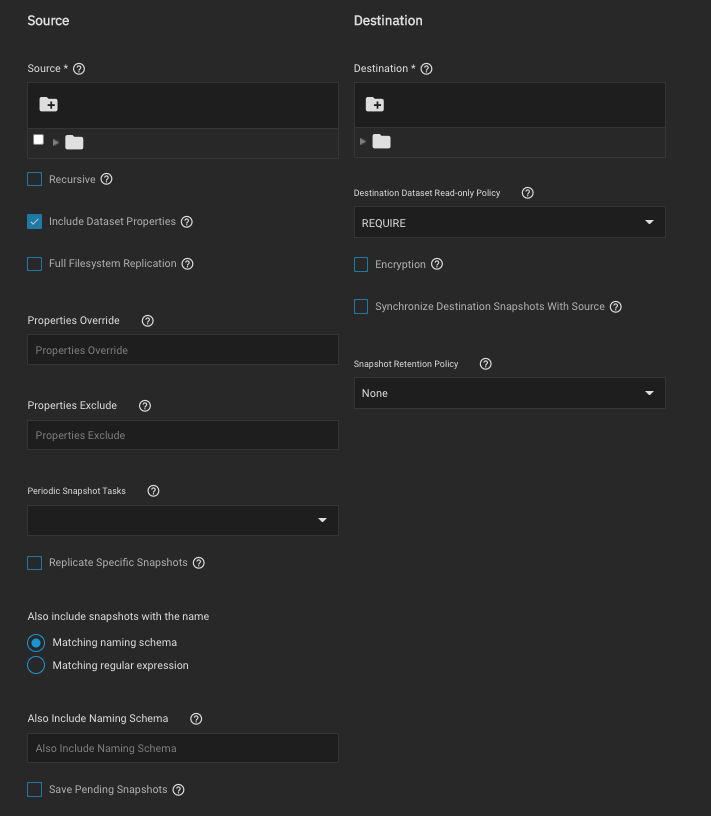 Source
Source *
Recursive
Include Dataset Properties
Full Filesystem Replication
Properties Override
Properties Override
Properties Exclude
Properties Exclude
Periodic Snapshot Tasks
Replicate Specific Snapshots
Also include snapshots with the name
Matching naming schema
Matching regular expression
Also Include Naming Schema
Also Include Naming Schema
Save Pending Snapshots
Destination
Destination *
Destination Dataset Read-only Policy
REQUIRE
Encryption
Synchronize Destination Snapshots With Source
Snapshot Retention Policy
None